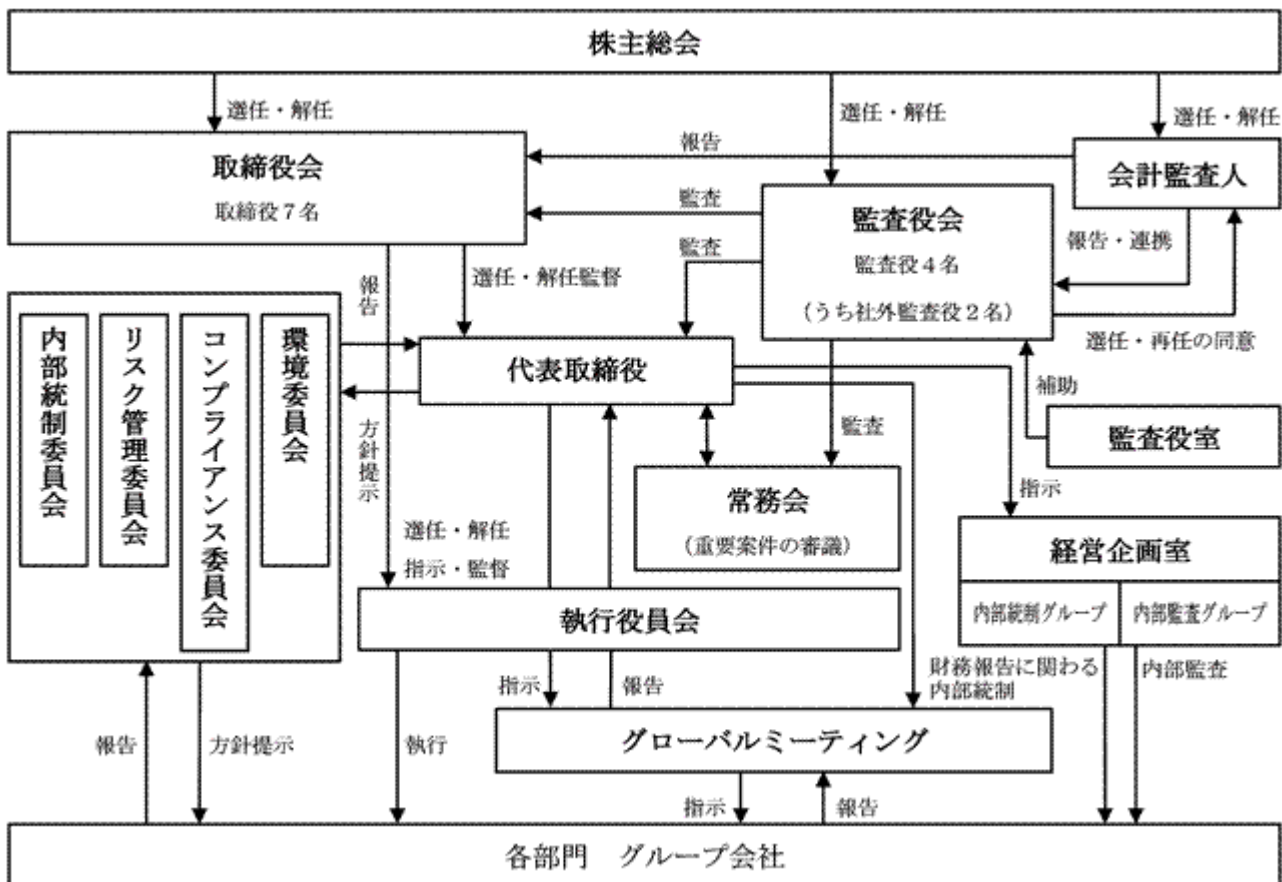 株主総会
選任・解任
選任・解任
選任・解任
報告
取締役会
取締役7名
会計監査人
監査
監査役会
監査役4名
(うち社外監査役2名)
監査
報告・連携
報告
選任・解任監督
選任・再任の同意
内部統制委員会
リスク管理委員会
コンプライアンス委員会
環境委員会
代表取締役
補助
監査役室
方針提示
監査
指示
常務会
(重要案件の審議)
選任・解任
指示・監督
経営企画室
内部統制グループ
内部監査グループ
執行役員会
指示
報告
財務報告に関わる
内部統制
内部監査
グローバルミーティング
報告
方針提示
執行
指示
報告
各部門 グループ会社